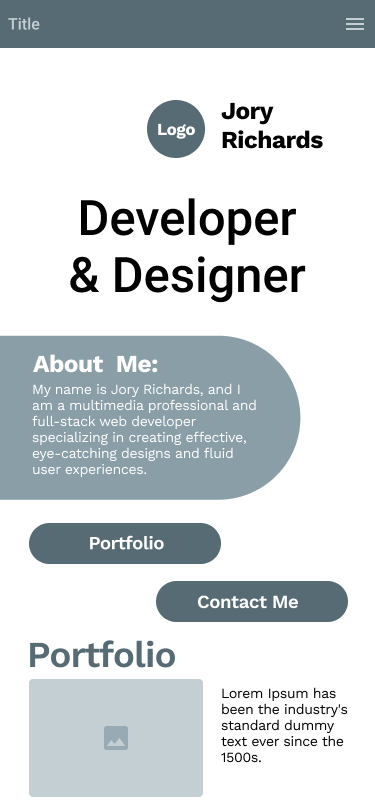 Title
Logo
Jory
Richards
Developer
& Designer
About Me:
My name is Jory Richards, and I
am a multimedia professional and
full-stack web developer
specializing in creating effective,
eye-catching designs and fluid
user experiences.
Portfolio
Contact Me
Portfolio
Lorem Ipsum has
been the industry's
standard dummy
text ever since the
1500s.